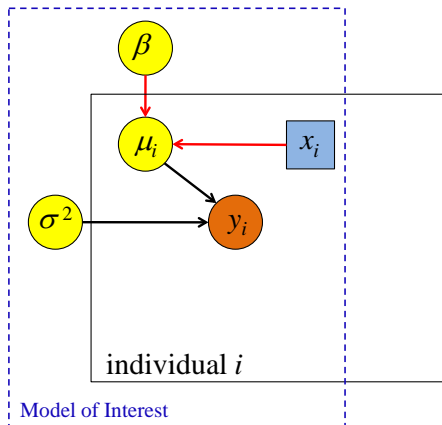 β
μᵢ
xᵢ
σ²
yᵢ
individual i
Model of Interest